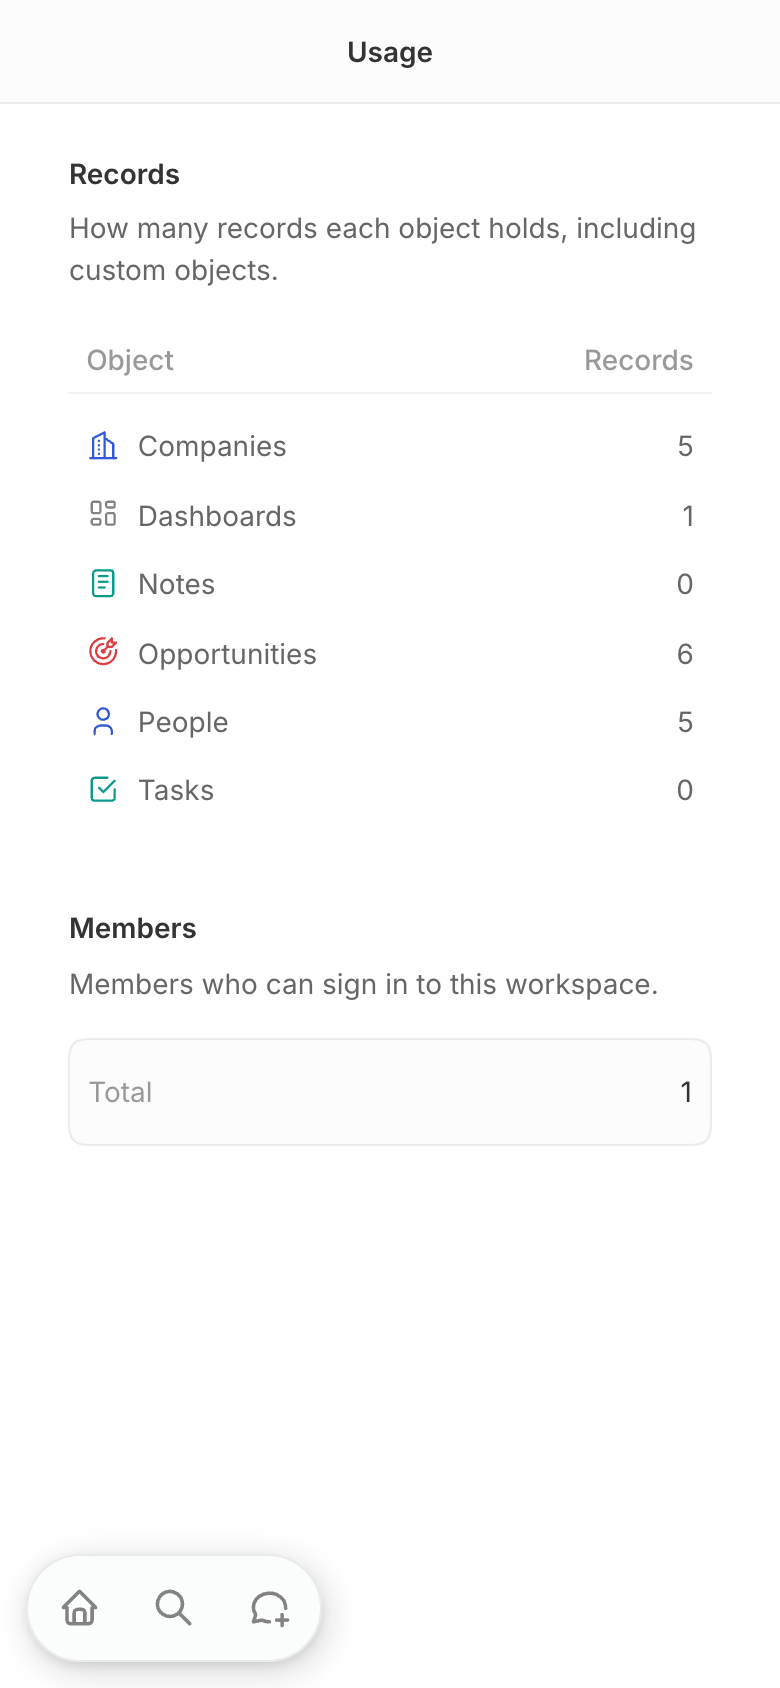 Usage
Records
How many records each object holds, including
custom objects.
Object Records
Companies 5
Dashboards 1
Notes 0
Opportunities 6
People 5
Tasks 0
Members
Members who can sign in to this workspace.
Total 1